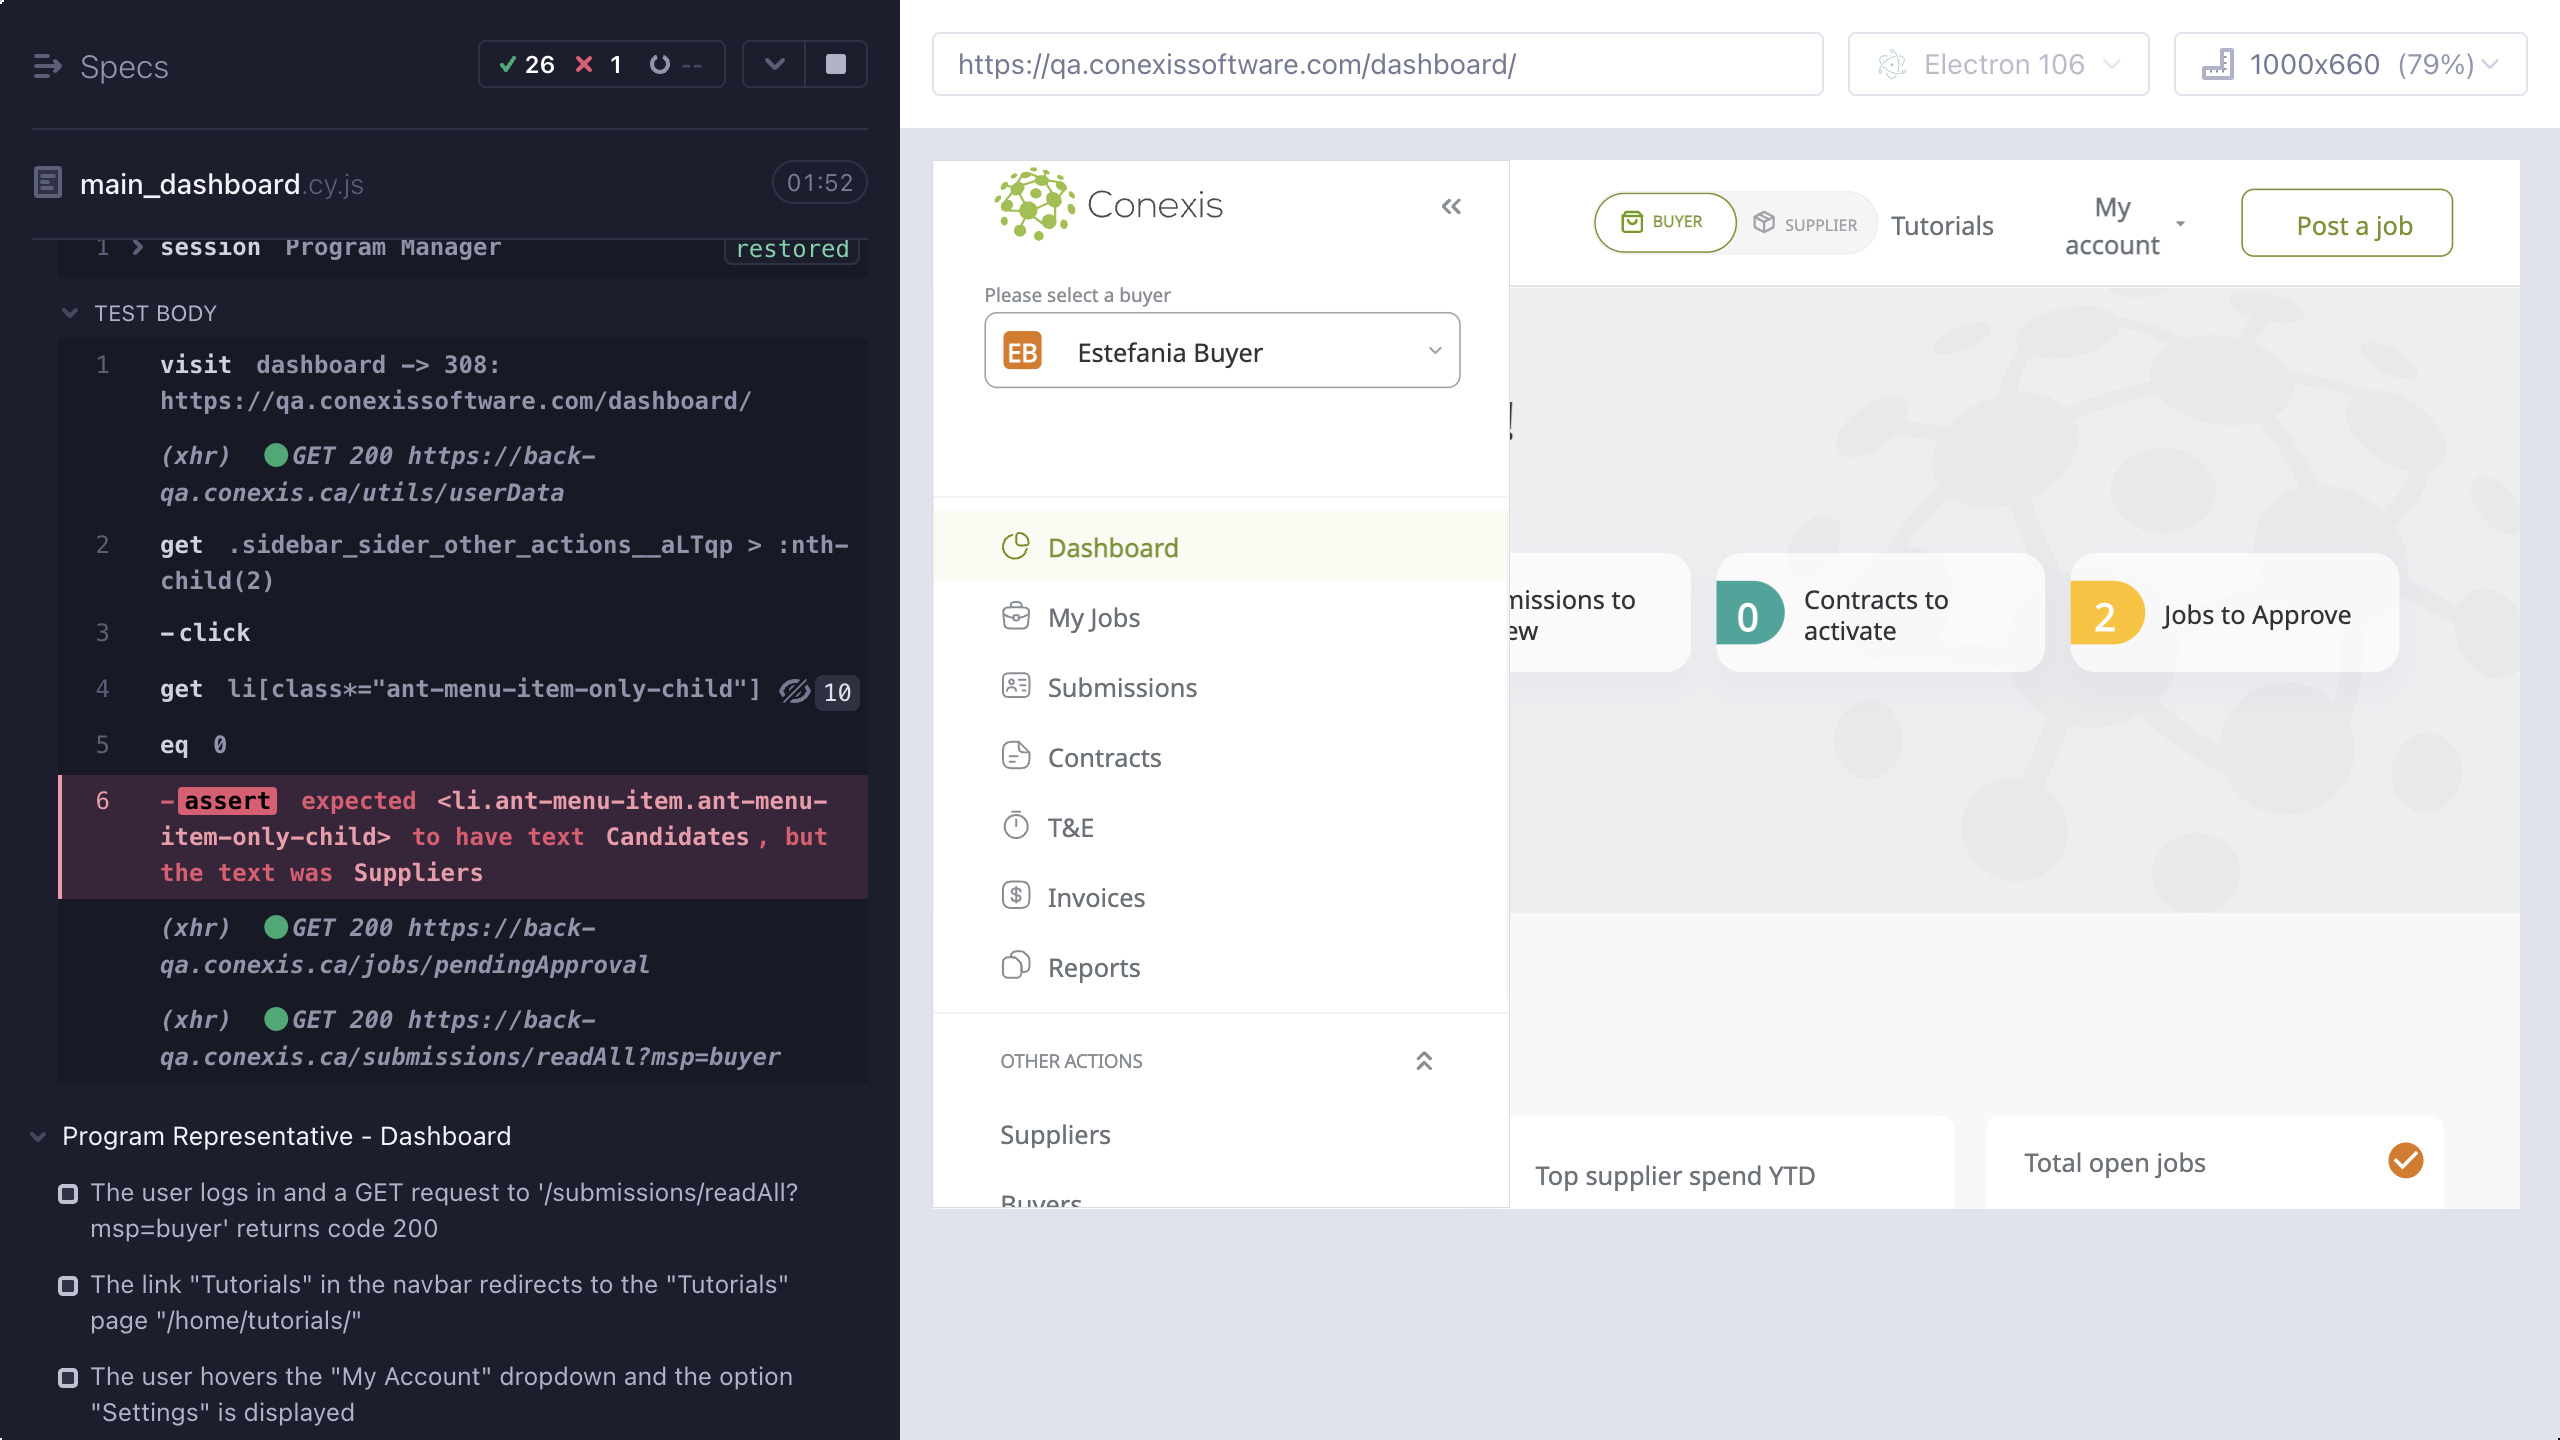 Specs
26 1 --
main_dashboard.cy.js
01:52
1 session Program Manager restored
TEST BODY
1 visit dashboard -> 308:
https://qa.conexissoftware.com/dashboard/
(xhr) GET 200 https://back-
qa.conexis.ca/utils/userData
2 get .sidebar_sider_other_actions__aLTqp > :nth-
child(2)
3 -click
4 get li[class*="ant-menu-item-only-child"] 10
5 eq 0
6 -assert expected <li.ant-menu-item.ant-menu-
item-only-child> to have text Candidates, but
the text was Suppliers
(xhr) GET 200 https://back-
qa.conexis.ca/jobs/pendingApproval
(xhr) GET 200 https://back-
qa.conexis.ca/submissions/readAll?msp=buyer
Program Representative - Dashboard
The user logs in and a GET request to '/submissions/readAll?
msp=buyer' returns code 200
The link "Tutorials" in the navbar redirects to the "Tutorials"
page "/home/tutorials/"
The user hovers the "My Account" dropdown and the option
"Settings" is displayed
https://qa.conexissoftware.com/dashboard/
Electron 106
1000x660 (79%)
Conexis
BUYER
SUPPLIER
Tutorials
My
account
Post a job
Please select a buyer
EB Estefania Buyer
!
Dashboard
My Jobs
Submissions
Contracts
T&E
Invoices
Reports
OTHER ACTIONS
Suppliers
Buyers
missions to
ew
0 Contracts to
activate
2 Jobs to Approve
Top supplier spend YTD
Total open jobs